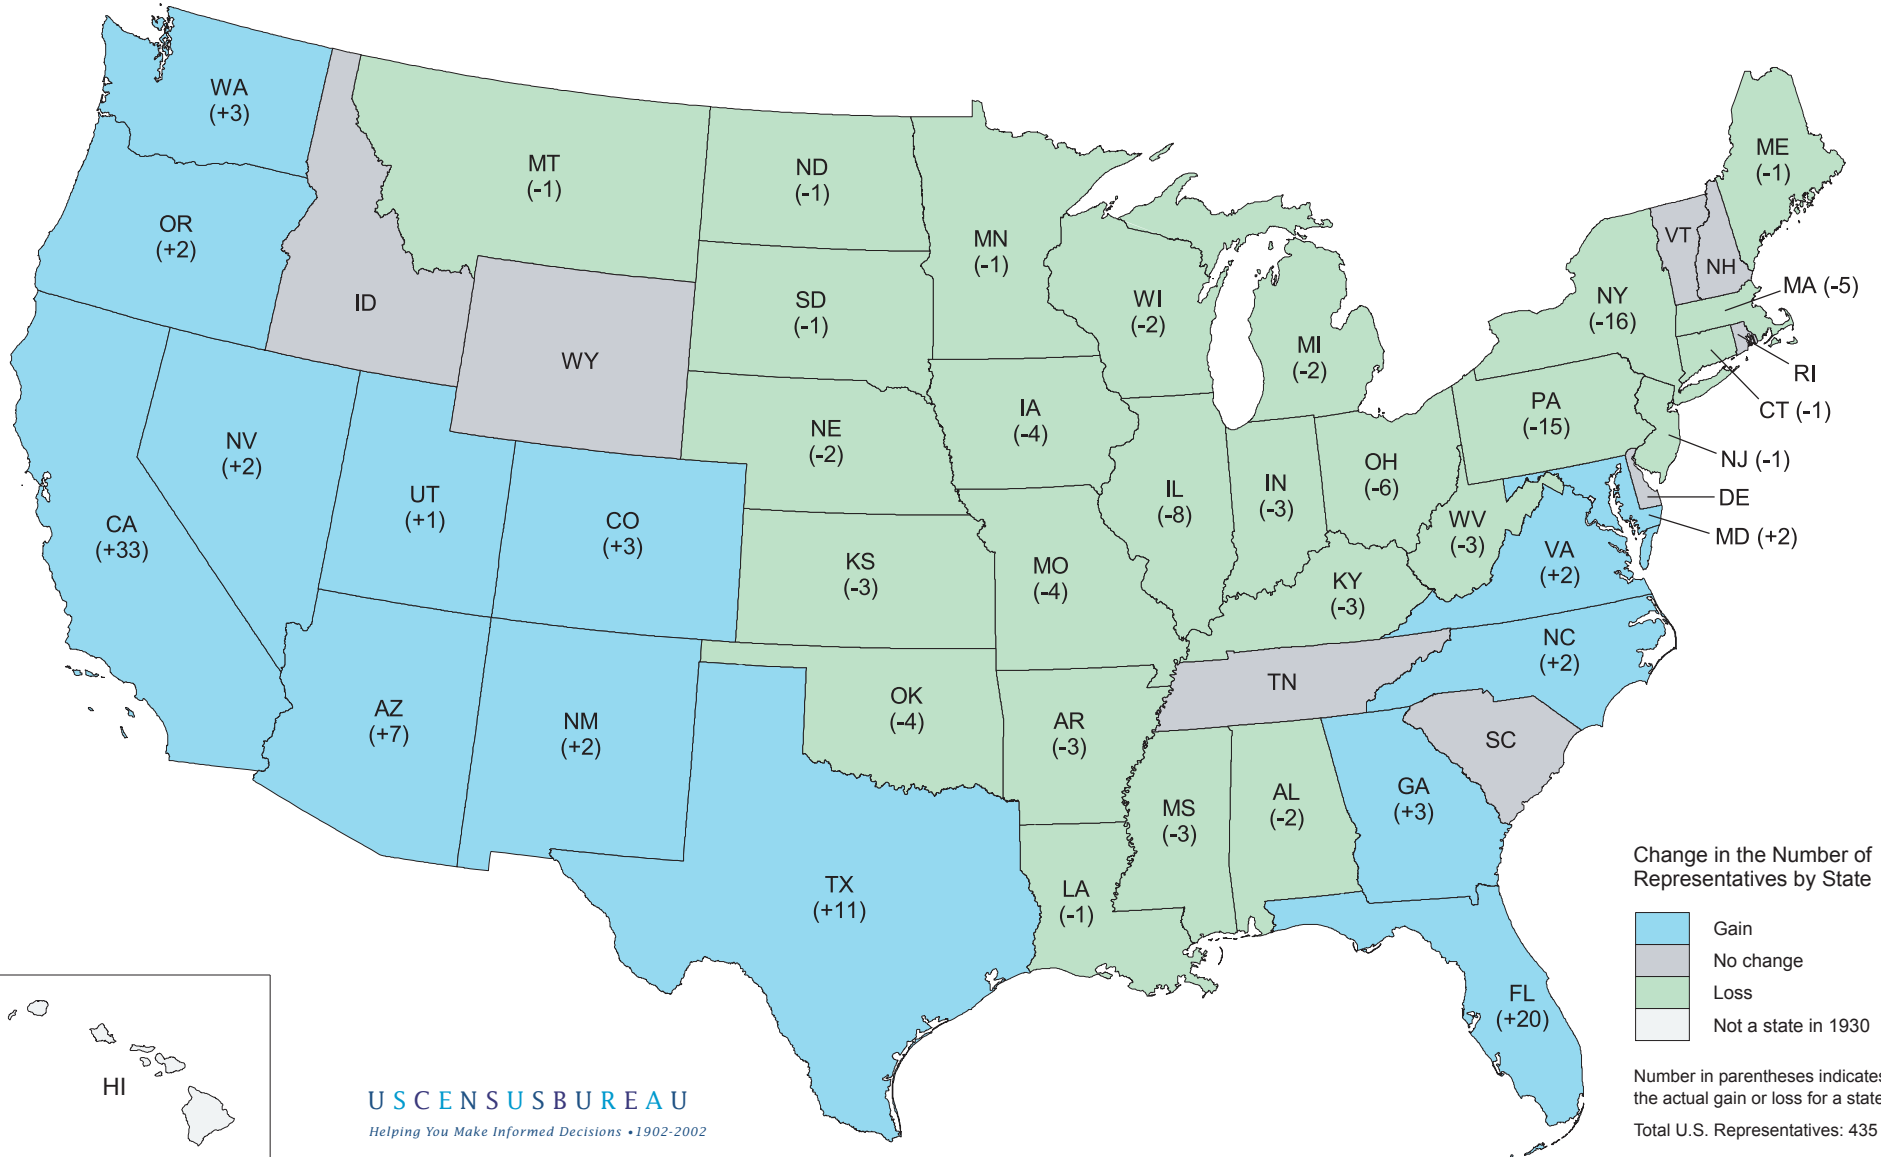 WA
(+3)
MT
(-1)
ND
(-1)
ME
(-1)
OR
(+2)
MN
(-1)
VT
NH
ID
SD
(-1)
WI
(-2)
NY
(-16)
MA (-5)
MI
(-2)
WY
RI
CT (-1)
NV
(+2)
NE
(-2)
IA
(-4)
PA
(-15)
NJ (-1)
UT
(+1)
IL
(-8)
IN
(-3)
OH
(-6)
DE
CA
(+33)
CO
(+3)
WV
(-3)
MD (+2)
VA
(+2)
KS
(-3)
MO
(-4)
KY
(-3)
NC
(+2)
AZ
(+7)
NM
(+2)
OK
(-4)
AR
(-3)
TN
SC
GA
(+3)
MS
(-3)
AL
(-2)
TX
(+11)
LA
(-1)
FL
(+20)
HI
Change in the Number of
Representatives by State
Gain
No change
Loss
Not a state in 1930
Number in parentheses indicates
the actual gain or loss for a state
Total U.S. Representatives: 435
USCENSUSBUREAU
Helping You Make Informed Decisions • 1902-2002